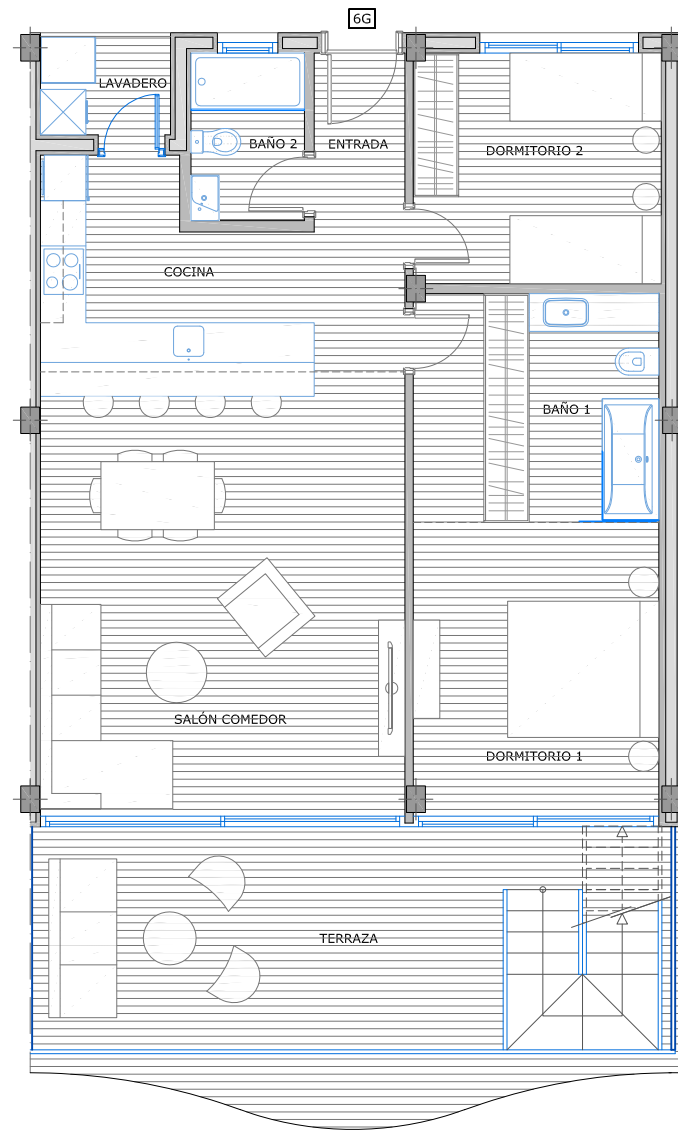 6G
LAVADERO
BAÑO 2
ENTRADA
DORMITORIO 2
COCINA
BAÑO 1
SALÓN COMEDOR
DORMITORIO 1
TERRAZA